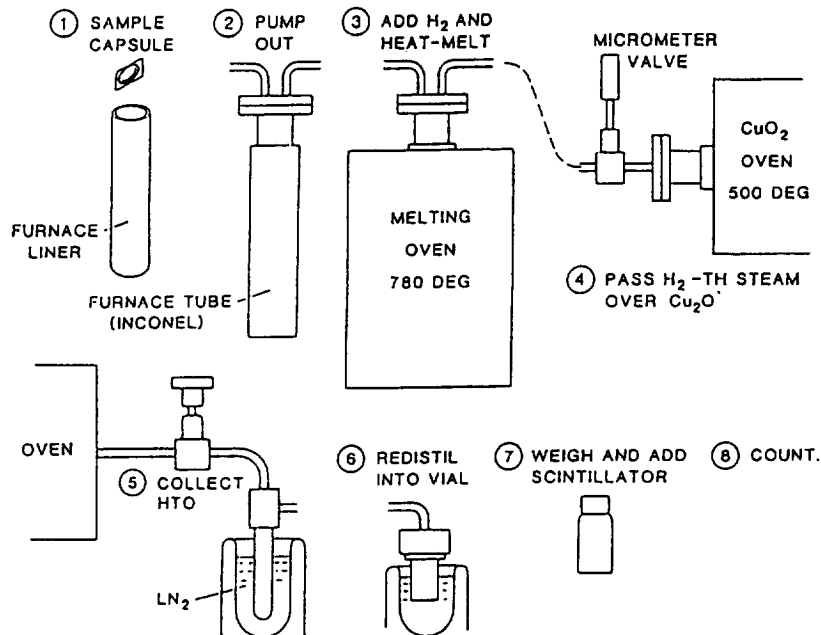 1 SAMPLE
CAPSULE
2 PUMP
OUT
3 ADD H₂ AND
HEAT-MELT
MICROMETER
VALVE
CuO₂
OVEN
500 DEG
FURNACE
LINER
MELTING
OVEN
780 DEG
FURNACE TUBE
(INCONEL)
4 PASS H₂-TH STEAM
OVER Cu₂O
OVEN
5 COLLECT
HTO
LN₂
6 REDISTIL
INTO VIAL
7 WEIGH AND ADD
SCINTILLATOR
8 COUNT.